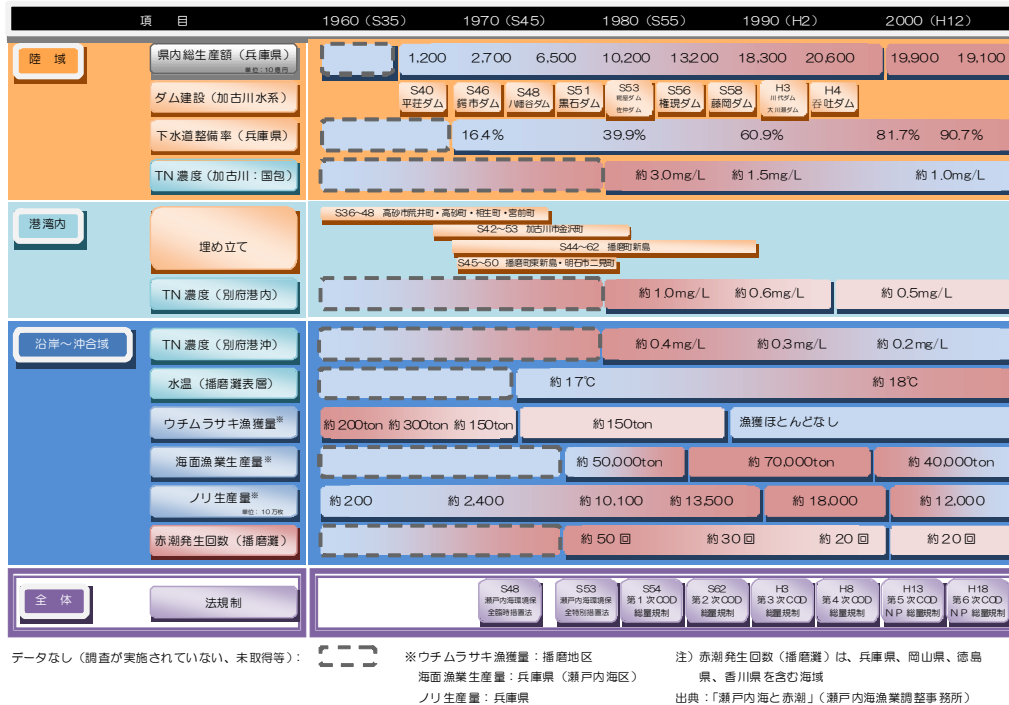 項 目 1960 (S35) 1970 (S45) 1980 (S55) 1990 (H2) 2000 (H12)
陸 域
県内総生産額（兵庫県）
単位：10億円
1,200 2,700 6,500 10,200 13,200 18,300 20,600 19,900 19,100
ダム建設（加古川水系）
S40 平荘ダム
S46 鍔市ダム
S48 八幡谷ダム
S51 黒石ダム
S53 糀屋ダム 佐仲ダム
S56 権現ダム
S58 藤岡ダム
H3 川代ダム 大川瀬ダム
H4 呑吐ダム
下水道整備率（兵庫県）
16.4% 39.9% 60.9% 81.7% 90.7%
TN 濃度（加古川：国包）
約3.0mg/L 約1.5mg/L 約1.0mg/L
港湾内
埋め立て
S36～48 高砂市荒井町・高砂町・相生町・宮前町
S42～53 加古川市金沢町
S44～62 播磨町新島
S45～50 播磨町東新島・明石市二見町
TN 濃度（別府港内）
約1.0mg/L 約0.6mg/L 約0.5mg/L
沿岸～沖合域
TN 濃度（別府港沖）
約0.4mg/L 約0.3mg/L 約0.2mg/L
水温（播磨灘表層）
約17℃ 約18℃
ウチムラサキ漁獲量※
約200ton 約300ton 約150ton 約150ton 漁獲ほとんどなし
海面漁業生産量※
約50,000ton 約70,000ton 約40,000ton
ノリ生産量※
単位：10万枚
約200 約2,400 約10,100 約13,500 約18,000 約12,000
赤潮発生回数（播磨灘）
約50回 約30回 約20回 約20回
全 体
法規制
S48 瀬戸内海環境保全臨時措置法
S53 瀬戸内海環境保全特別措置法
S54 第1次COD 総量規制
S62 第2次COD 総量規制
H3 第3次COD 総量規制
H8 第4次COD 総量規制
H13 第5次COD N P 総量規制
H18 第6次COD N P 総量規制
データなし（調査が実施されていない、未取得等）：
※ウチムラサキ漁獲量：播磨地区
海面漁業生産量：兵庫県（瀬戸内海区）
ノリ生産量：兵庫県
注）赤潮発生回数（播磨灘）は、兵庫県、岡山県、徳島
県、香川県を含む海域
出典：「瀬戸内海と赤潮」（瀬戸内海漁業調整事務所）